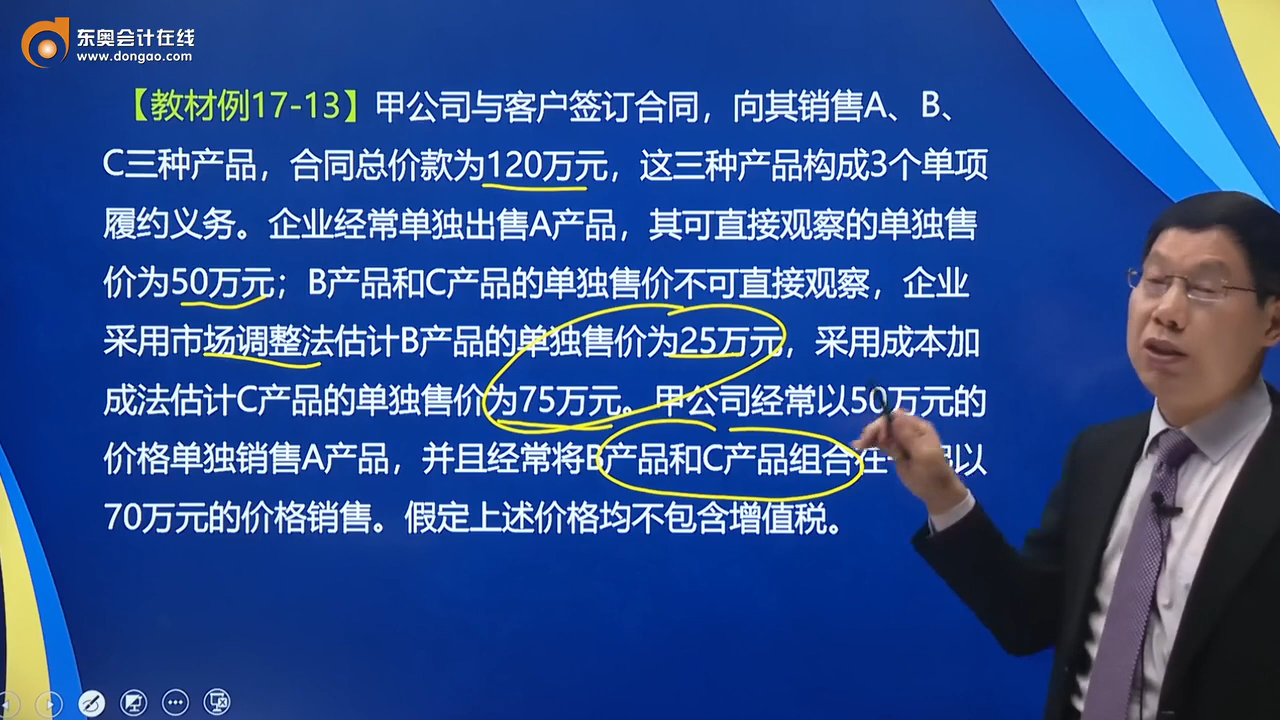 东奥会计在线
www.dongao.com
【教材例17-13】甲公司与客户签订合同，向其销售A、B、
C三种产品，合同总价款为120万元，这三种产品构成3个单项
履约义务。企业经常单独出售A产品，其可直接观察的单独售
价为50万元；B产品和C产品的单独售价不可直接观察，企业
采用市场调整法估计B产品的单独售价为25万元，采用成本加
成法估计C产品的单独售价为75万元。甲公司经常以50万元的
价格单独销售A产品，并且经常将B产品和C产品组合在以
70万元的价格销售。假定上述价格均不包含增值税。